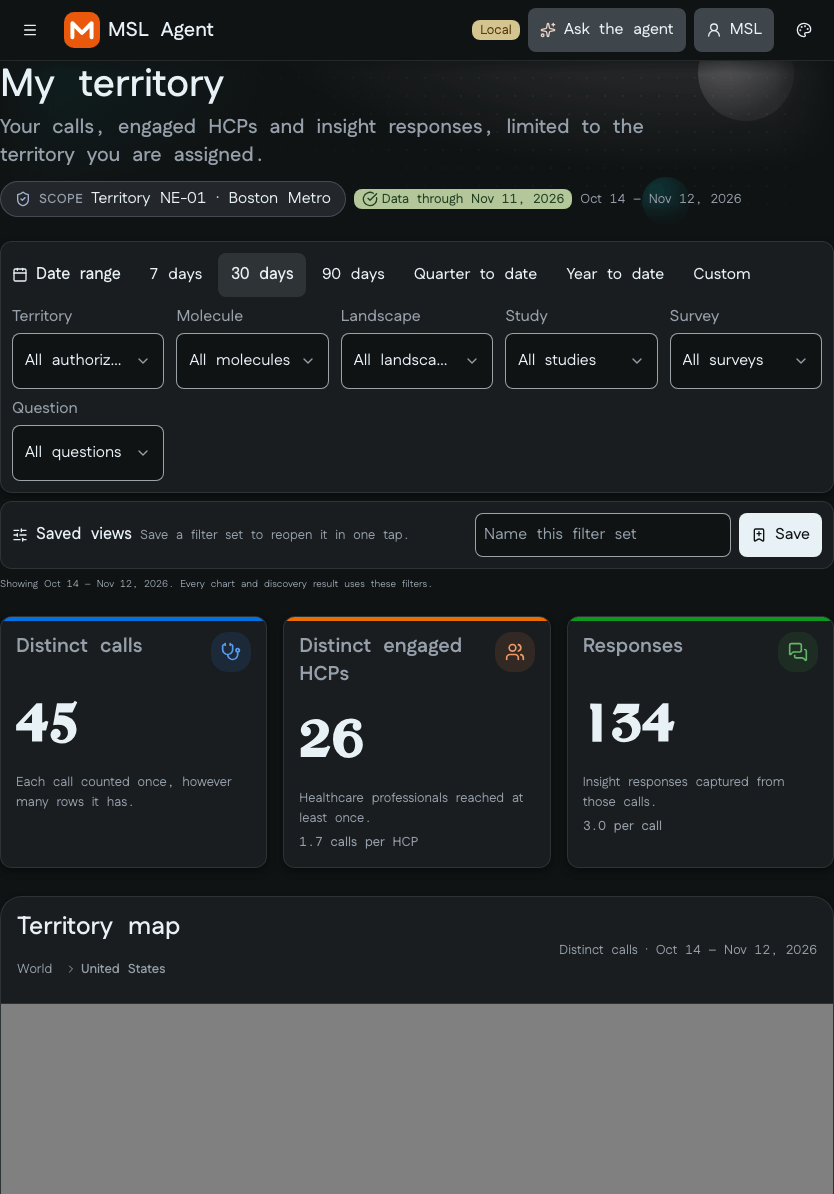 MSL Agent
Local
Ask the agent
MSL
My territory
Your calls, engaged HCPs and insight responses, limited to the
territory you are assigned.
SCOPE Territory NE-01 · Boston Metro
Data through Nov 11, 2026
Oct 14 – Nov 12, 2026
Date range
7 days
30 days
90 days
Quarter to date
Year to date
Custom
Territory
Molecule
Landscape
Study
Survey
All authoriz...
All molecules
All landsca...
All studies
All surveys
Question
All questions
Saved views Save a filter set to reopen it in one tap.
Name this filter set
Save
Showing Oct 14 – Nov 12, 2026. Every chart and discovery result uses these filters.
Distinct calls
45
Each call counted once, however
many rows it has.
Distinct engaged
HCPs
26
Healthcare professionals reached at
least once.
1.7 calls per HCP
Responses
134
Insight responses captured from
those calls.
3.0 per call
Territory map
World > United States
Distinct calls · Oct 14 – Nov 12, 2026